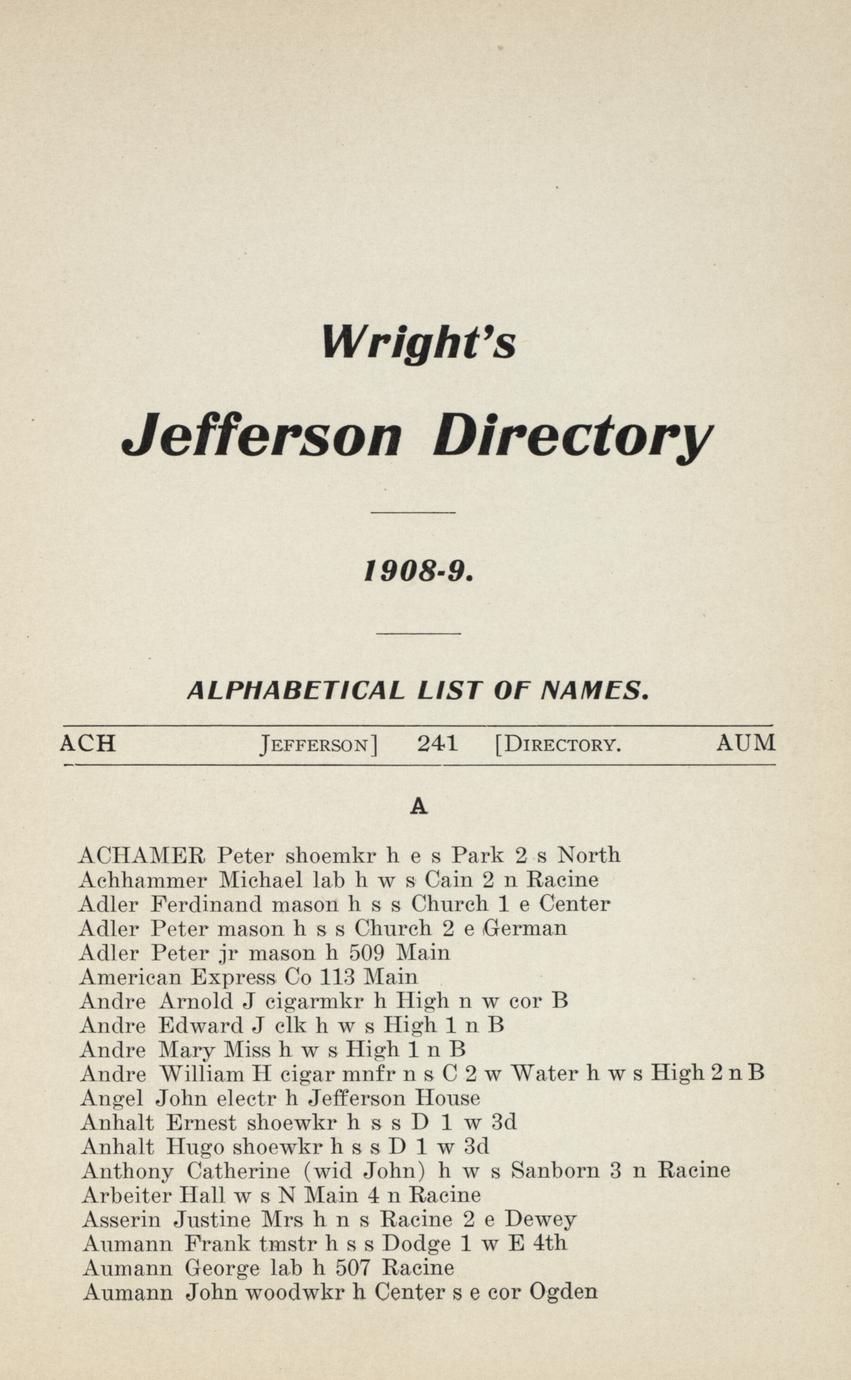 Wright's
Jefferson Directory
1908-9.
ALPHABETICAL LIST OF NAMES.
ACH JEFFERSON] 241 [DIRECTORY. AUM
A
ACHAMER Peter shoemkr h e s Park 2 s North
Achhammer Michael lab h w s Cain 2 n Racine
Adler Ferdinand mason h s s Church 1 e Center
Adler Peter mason h s s Church 2 e German
Adler Peter jr mason h 509 Main
American Express Co 113 Main
Andre Arnold J cigarmkr h High n w cor B
Andre Edward J clk h w s High 1 n B
Andre Mary Miss h w s High 1 n B
Andre William H cigar mnfr n s C 2 w Water h w s High 2 n B
Angel John electr h Jefferson House
Anhalt Ernest shoewkr h s s D 1 w 3d
Anhalt Hugo shoewkr h s s D 1 w 3d
Anthony Catherine (wid John) h w s Sanborn 3 n Racine
Arbeiter Hall w s N Main 4 n Racine
Asserin Justine Mrs h n s Racine 2 e Dewey
Aumann Frank tmstr h s s Dodge 1 w E 4th
Aumann George lab h 507 Racine
Aumann John woodwkr h Center s e cor Ogden